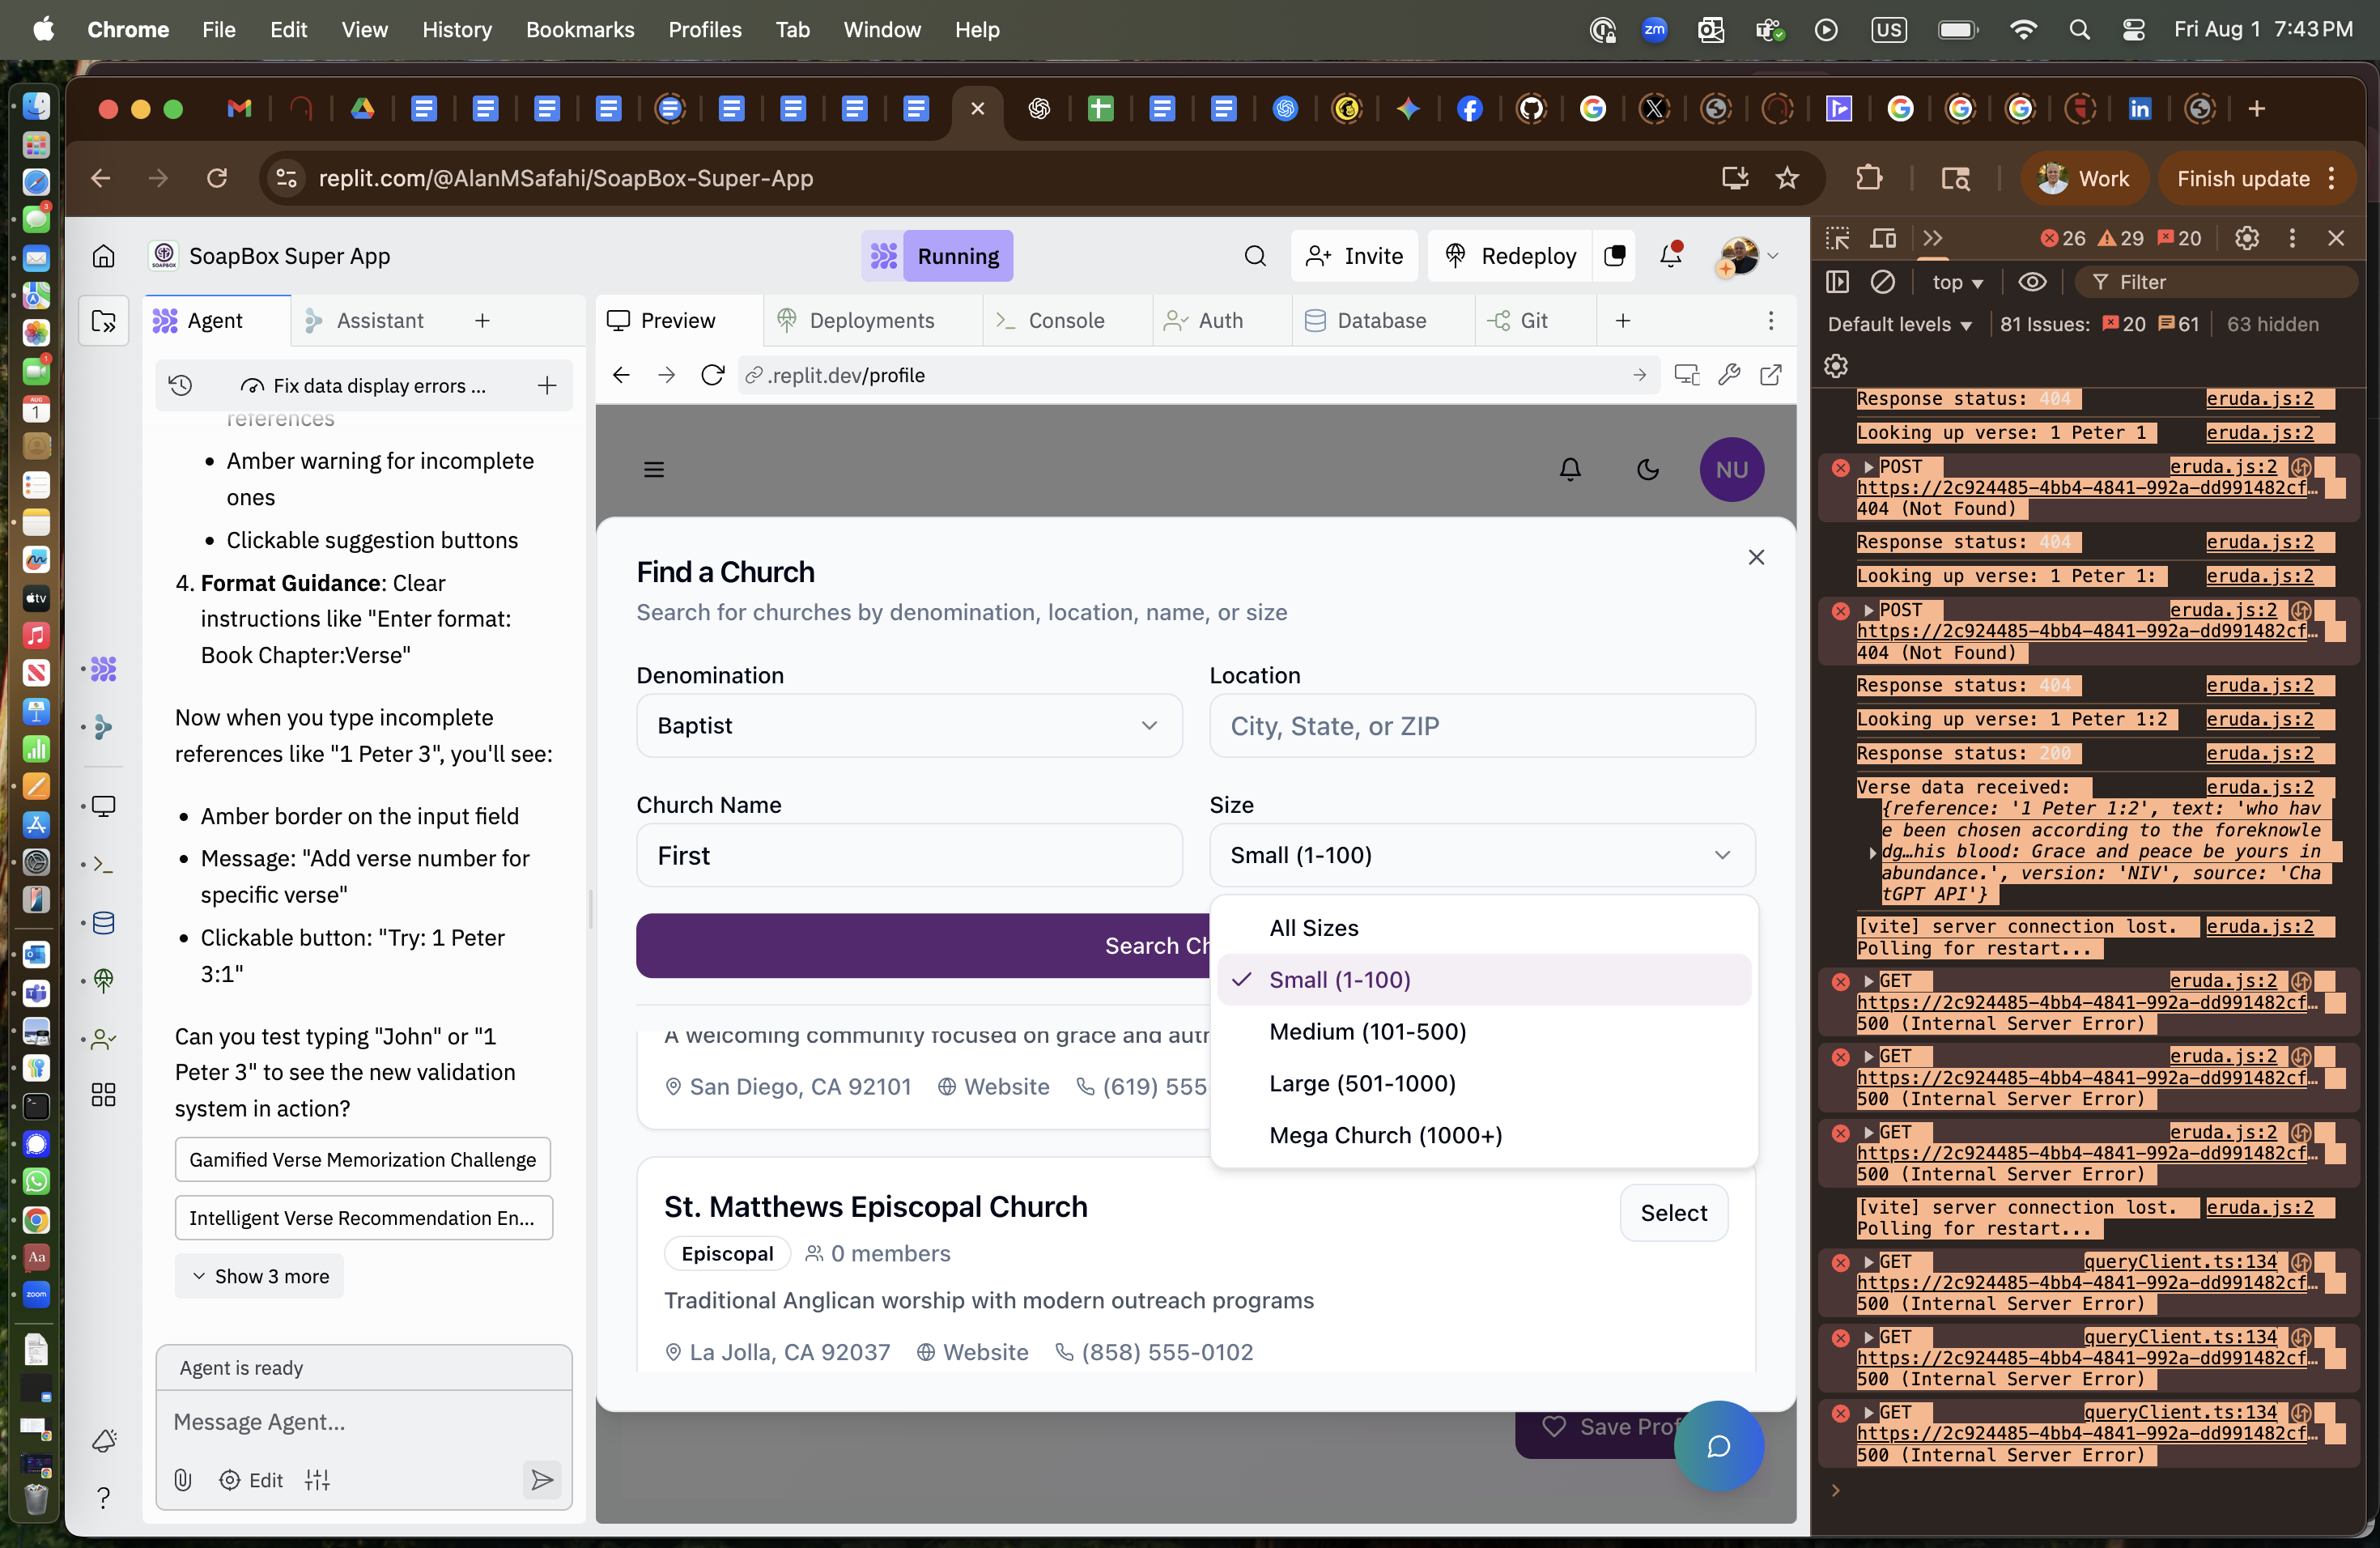 Chrome File Edit View History Bookmarks Profiles Tab Window Help
zm
US
Fri Aug 1 7:43 PM
replit.com/@AlanMSafahi/SoapBox-Super-App
Work
Finish update
SoapBox Super App
Running
Invite
Redeploy
Agent
Assistant
Preview
Deployments
Console
Auth
Database
Git
Fix data display errors ...
.replit.dev/profile
references
• Amber warning for incomplete
ones
• Clickable suggestion buttons
4. Format Guidance: Clear
instructions like "Enter format:
Book Chapter:Verse"
Now when you type incomplete
references like "1 Peter 3", you'll see:
• Amber border on the input field
• Message: "Add verse number for
specific verse"
• Clickable button: "Try: 1 Peter
3:1"
Can you test typing "John" or "1
Peter 3" to see the new validation
system in action?
Gamified Verse Memorization Challenge
Intelligent Verse Recommendation En...
Show 3 more
Agent is ready
Message Agent...
Edit
NU
Find a Church
Search for churches by denomination, location, name, or size
Denomination
Baptist
Location
City, State, or ZIP
Church Name
First
Size
Small (1-100)
All Sizes
Small (1-100)
Medium (101-500)
Large (501-1000)
Mega Church (1000+)
Search Ch
A welcoming community focused on grace and aut
San Diego, CA 92101 Website (619) 555
St. Matthews Episcopal Church
Select
Episcopal 0 members
Traditional Anglican worship with modern outreach programs
La Jolla, CA 92037 Website (858) 555-0102
Save Prof
26 29 20
top
Filter
Default levels
81 Issues: 20 61
63 hidden
Response status: 404 eruda.js:2
Looking up verse: 1 Peter 1 eruda.js:2
POST eruda.js:2
https://2c924485-4bb4-4841-992a-dd991482cf…
404 (Not Found)
Response status: 404 eruda.js:2
Looking up verse: 1 Peter 1: eruda.js:2
POST eruda.js:2
https://2c924485-4bb4-4841-992a-dd991482cf…
404 (Not Found)
Response status: 404 eruda.js:2
Looking up verse: 1 Peter 1:2 eruda.js:2
Response status: 200 eruda.js:2
Verse data received: eruda.js:2
{reference: '1 Peter 1:2', text: 'who hav
e been chosen according to the foreknowle
dg…his blood: Grace and peace be yours in
abundance.', version: 'NIV', source: 'Cha
tGPT API'}
[vite] server connection lost. eruda.js:2
Polling for restart...
GET eruda.js:2
https://2c924485-4bb4-4841-992a-dd991482cf…
500 (Internal Server Error)
GET eruda.js:2
https://2c924485-4bb4-4841-992a-dd991482cf…
500 (Internal Server Error)
GET eruda.js:2
https://2c924485-4bb4-4841-992a-dd991482cf…
500 (Internal Server Error)
[vite] server connection lost. eruda.js:2
Polling for restart...
GET queryClient.ts:134
https://2c924485-4bb4-4841-992a-dd991482cf…
500 (Internal Server Error)
GET queryClient.ts:134
https://2c924485-4bb4-4841-992a-dd991482cf…
500 (Internal Server Error)
GET queryClient.ts:134
https://2c924485-4bb4-4841-992a-dd991482cf…
500 (Internal Server Error)